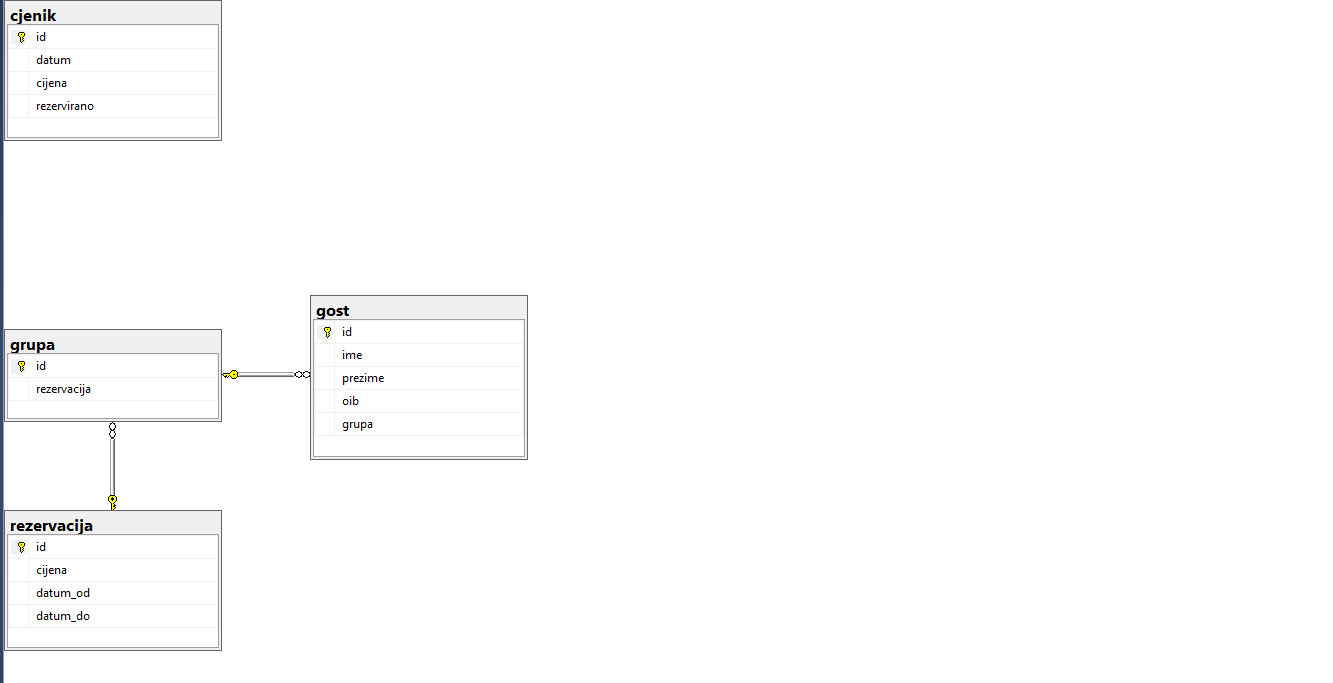 cjenik
id
datum
cijena
rezervirano
grupa
id
rezervacija
gost
id
ime
prezime
oib
grupa
rezervacija
id
cijena
datum_od
datum_do